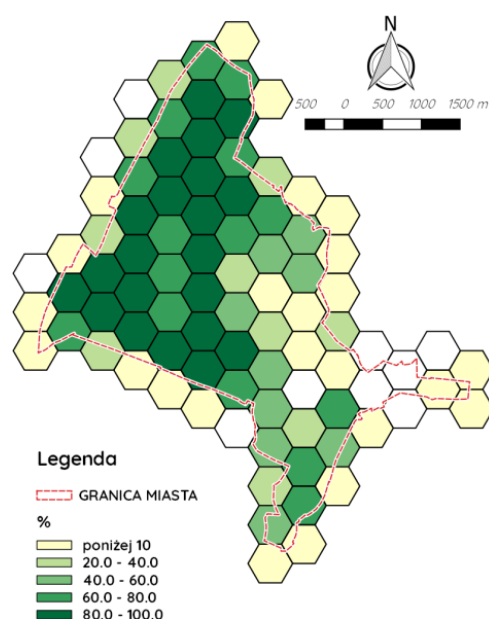 N
500 0 500 1000 1500 m
Legenda
GRANICA MIASTA
%
poniżej 10
20.0 - 40.0
40.0 - 60.0
60.0 - 80.0
80.0 - 100.0